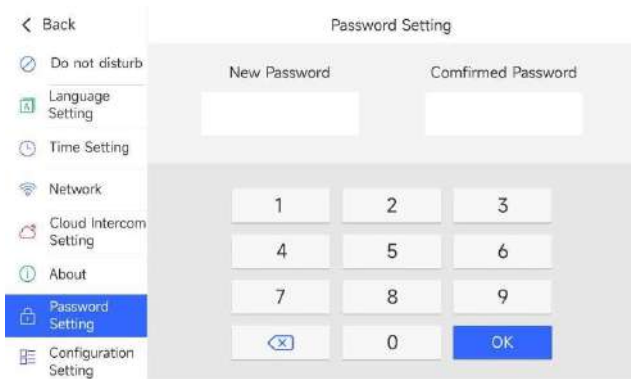 Back
Password Setting
Do not disturb
Language
Setting
Time Setting
Network
Cloud Intercom
Setting
About
Password
Setting
Configuration
Setting
New Password
Comfirmed Password
1 2 3
4 5 6
7 8 9
0 OK